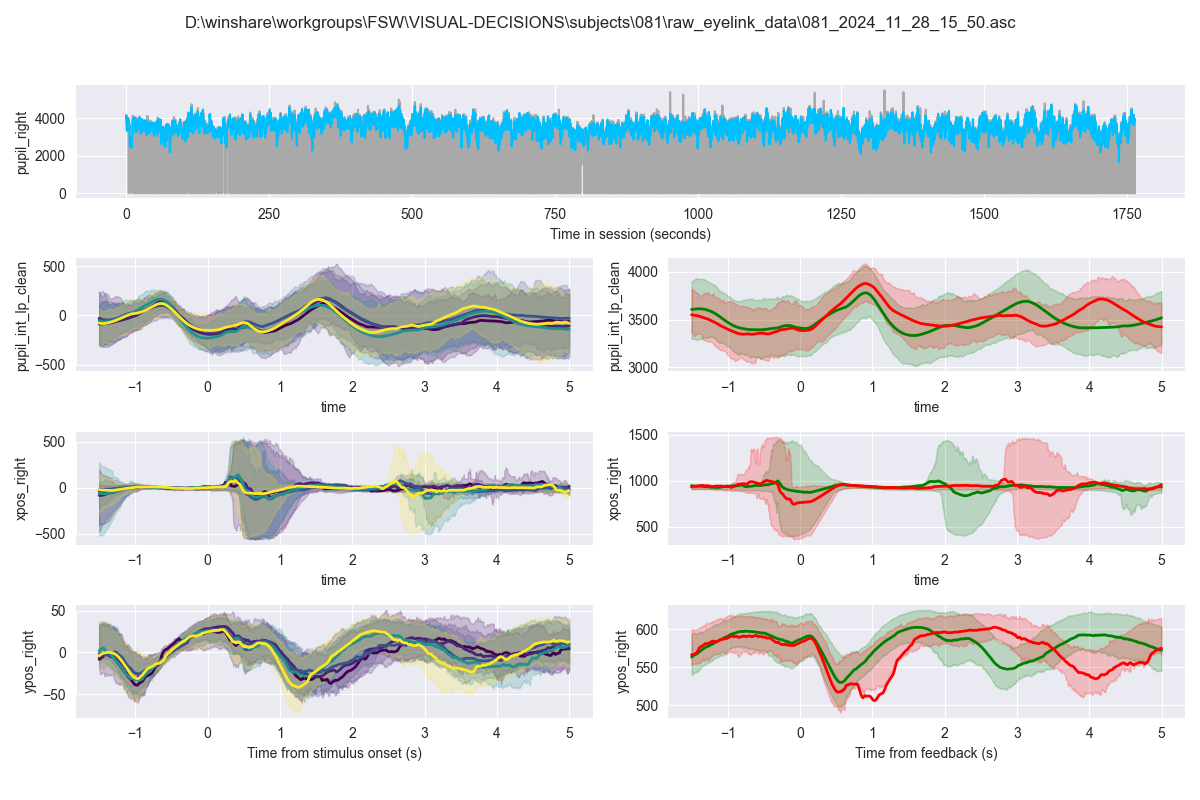 D:\winshare\workgroups\FSW\VISUAL-DECISIONS\subjects\081\raw_eyelink_data\081_2024_11_28_15_50.asc
pupil_right
4000
2000
0
0 250 500 750 1000 1250 1500 1750
Time in session (seconds)
pupil_int_lp_clean
500
0
−500
−1 0 1 2 3 4 5
time
pupil_int_lp_clean
4000
3500
3000
−1 0 1 2 3 4 5
time
xpos_right
500
0
−500
−1 0 1 2 3 4 5
time
xpos_right
1500
1000
500
−1 0 1 2 3 4 5
time
ypos_right
50
0
−50
−1 0 1 2 3 4 5
Time from stimulus onset (s)
ypos_right
600
550
500
−1 0 1 2 3 4 5
Time from feedback (s)